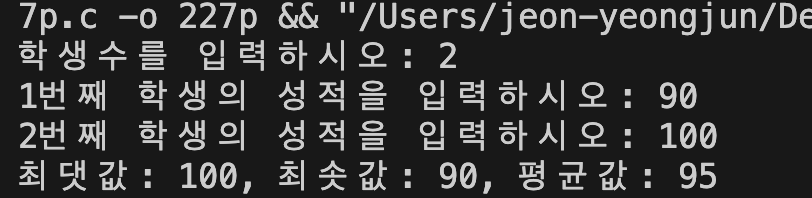 7p.c -o 227p && "/Users/jeon-yeongjun/De
학생수를 입력하시오: 2
1번째 학생의 성적을 입력하시오: 90
2번째 학생의 성적을 입력하시오: 100
최댓값: 100, 최솟값: 90, 평균값: 95